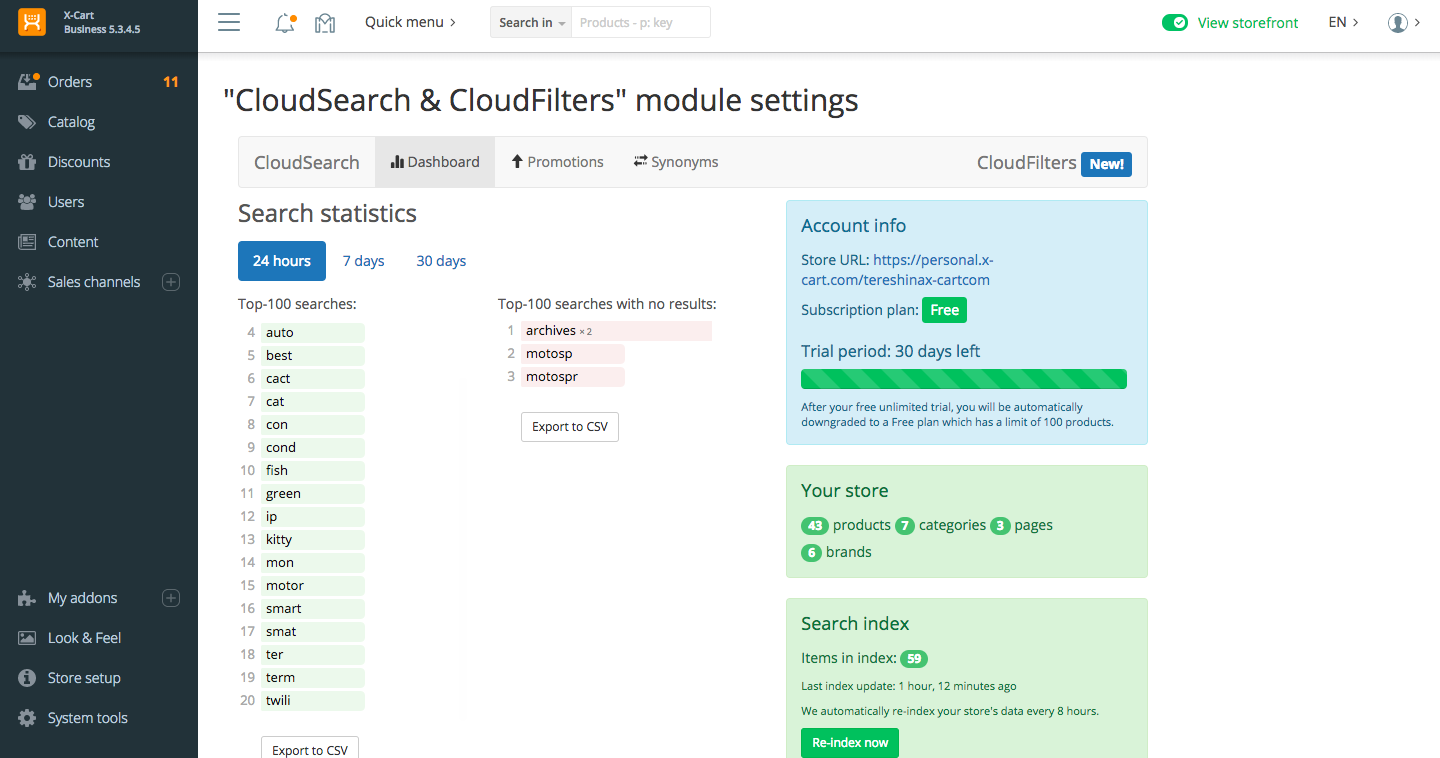 X-Cart
Business 5.3.4.5
Quick menu
Search in
Products - p: key
View storefront
EN
Orders 11
Catalog
Discounts
Users
Content
Sales channels
My addons
Look & Feel
Store setup
System tools
"CloudSearch & CloudFilters" module settings
CloudSearch
Dashboard
Promotions
Synonyms
CloudFilters New!
Search statistics
24 hours
7 days
30 days
Top-100 searches:
4 auto
5 best
6 cact
7 cat
8 con
9 cond
10 fish
11 green
12 ip
13 kitty
14 mon
15 motor
16 smart
17 smat
18 ter
19 term
20 twili
Export to CSV
Top-100 searches with no results:
1 archives × 2
2 motosp
3 motospr
Export to CSV
Account info
Store URL: https://personal.x-
cart.com/tereshinax-cartcom
Subscription plan: Free
Trial period: 30 days left
After your free unlimited trial, you will be automatically
downgraded to a Free plan which has a limit of 100 products.
Your store
43 products 7 categories 3 pages
6 brands
Search index
Items in index: 59
Last index update: 1 hour, 12 minutes ago
We automatically re-index your store's data every 8 hours.
Re-index now